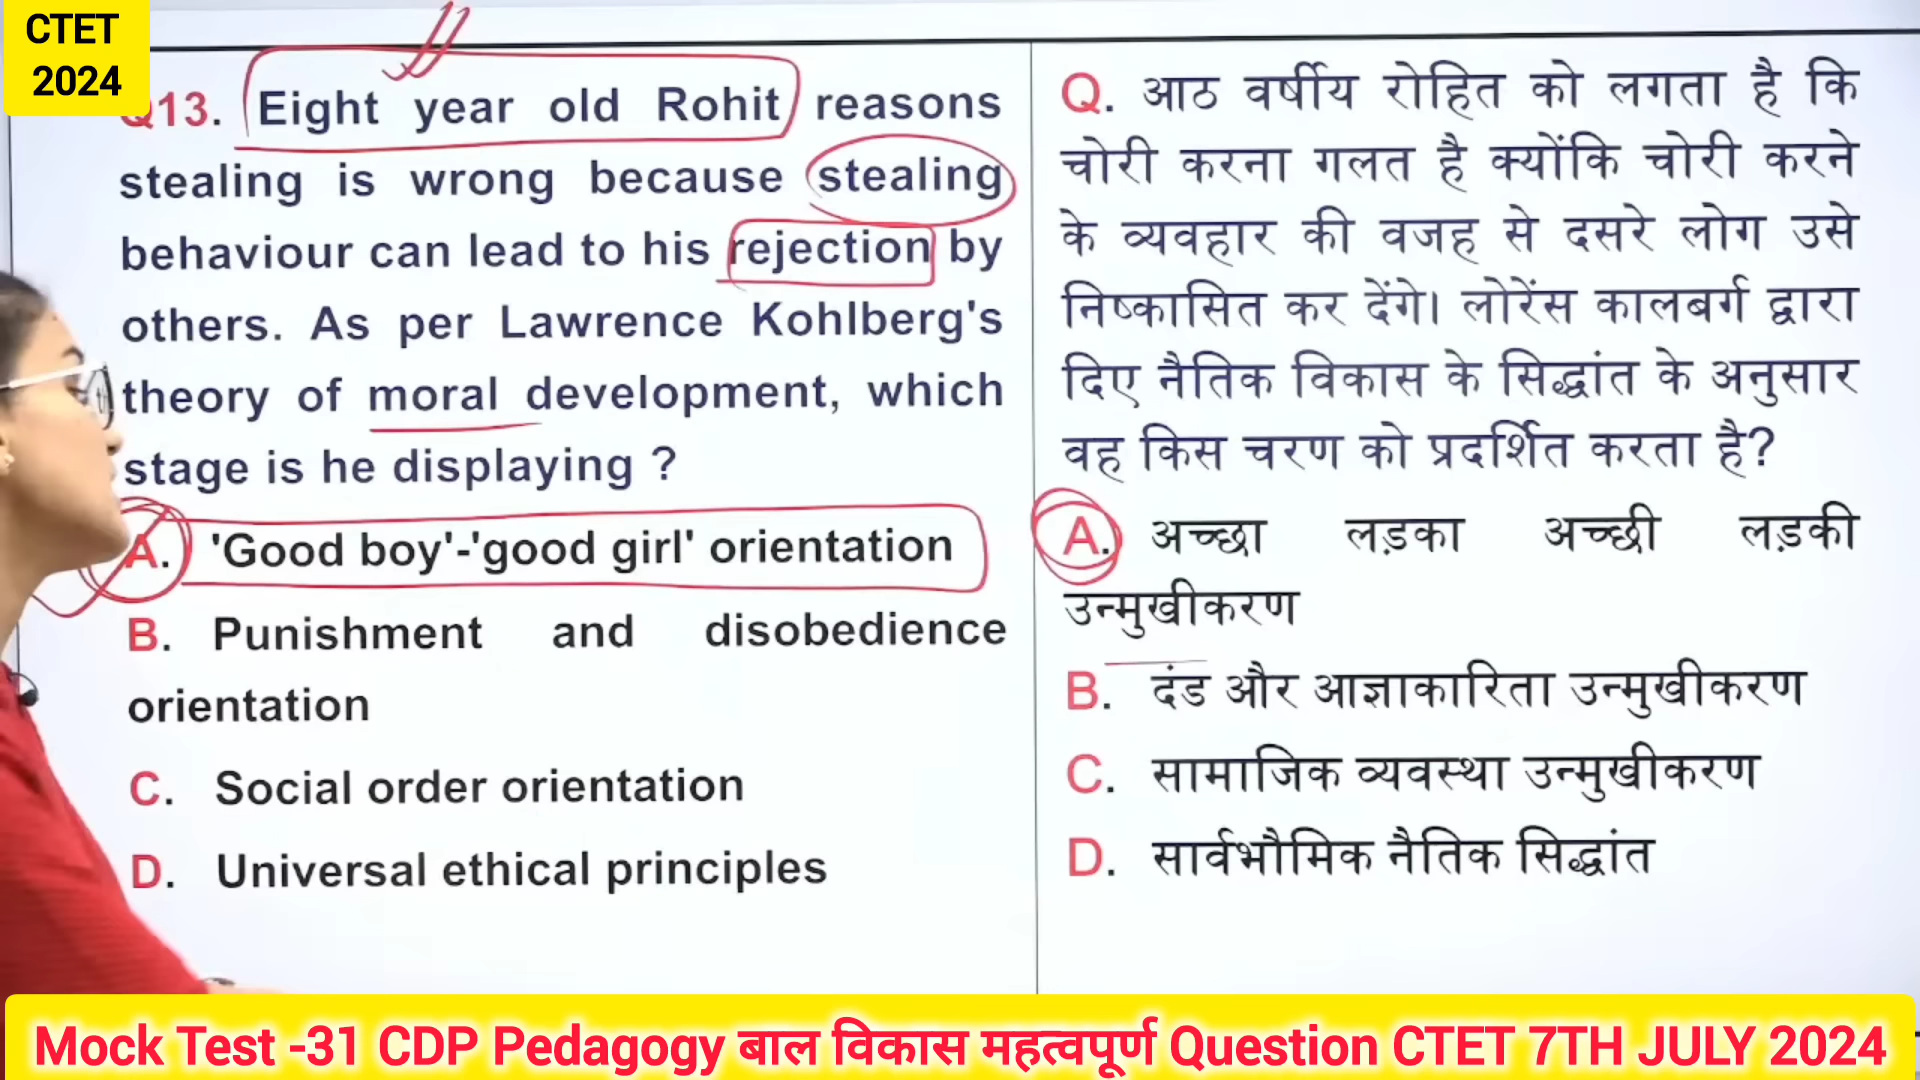 CTET
2024
Q13. Eight year old Rohit reasons
stealing is wrong because stealing
behaviour can lead to his rejection by
others. As per Lawrence Kohlberg's
theory of moral development, which
stage is he displaying ?
A. 'Good boy'-'good girl' orientation
B. Punishment and disobedience
orientation
C. Social order orientation
D. Universal ethical principles
Q. आठ वर्षीय रोहित को लगता है कि
चोरी करना गलत है क्योंकि चोरी करने
के व्यवहार की वजह से दसरे लोग उसे
निष्कासित कर देंगे। लोरेंस कालबर्ग द्वारा
दिए नैतिक विकास के सिद्धांत के अनुसार
वह किस चरण को प्रदर्शित करता है?
A. अच्छा लड़का अच्छी लड़की
उन्मुखीकरण
B. दंड और आज्ञाकारिता उन्मुखीकरण
C. सामाजिक व्यवस्था उन्मुखीकरण
D. सार्वभौमिक नैतिक सिद्धांत
Mock Test -31 CDP Pedagogy बाल विकास महत्वपूर्ण Question CTET 7TH JULY 2024